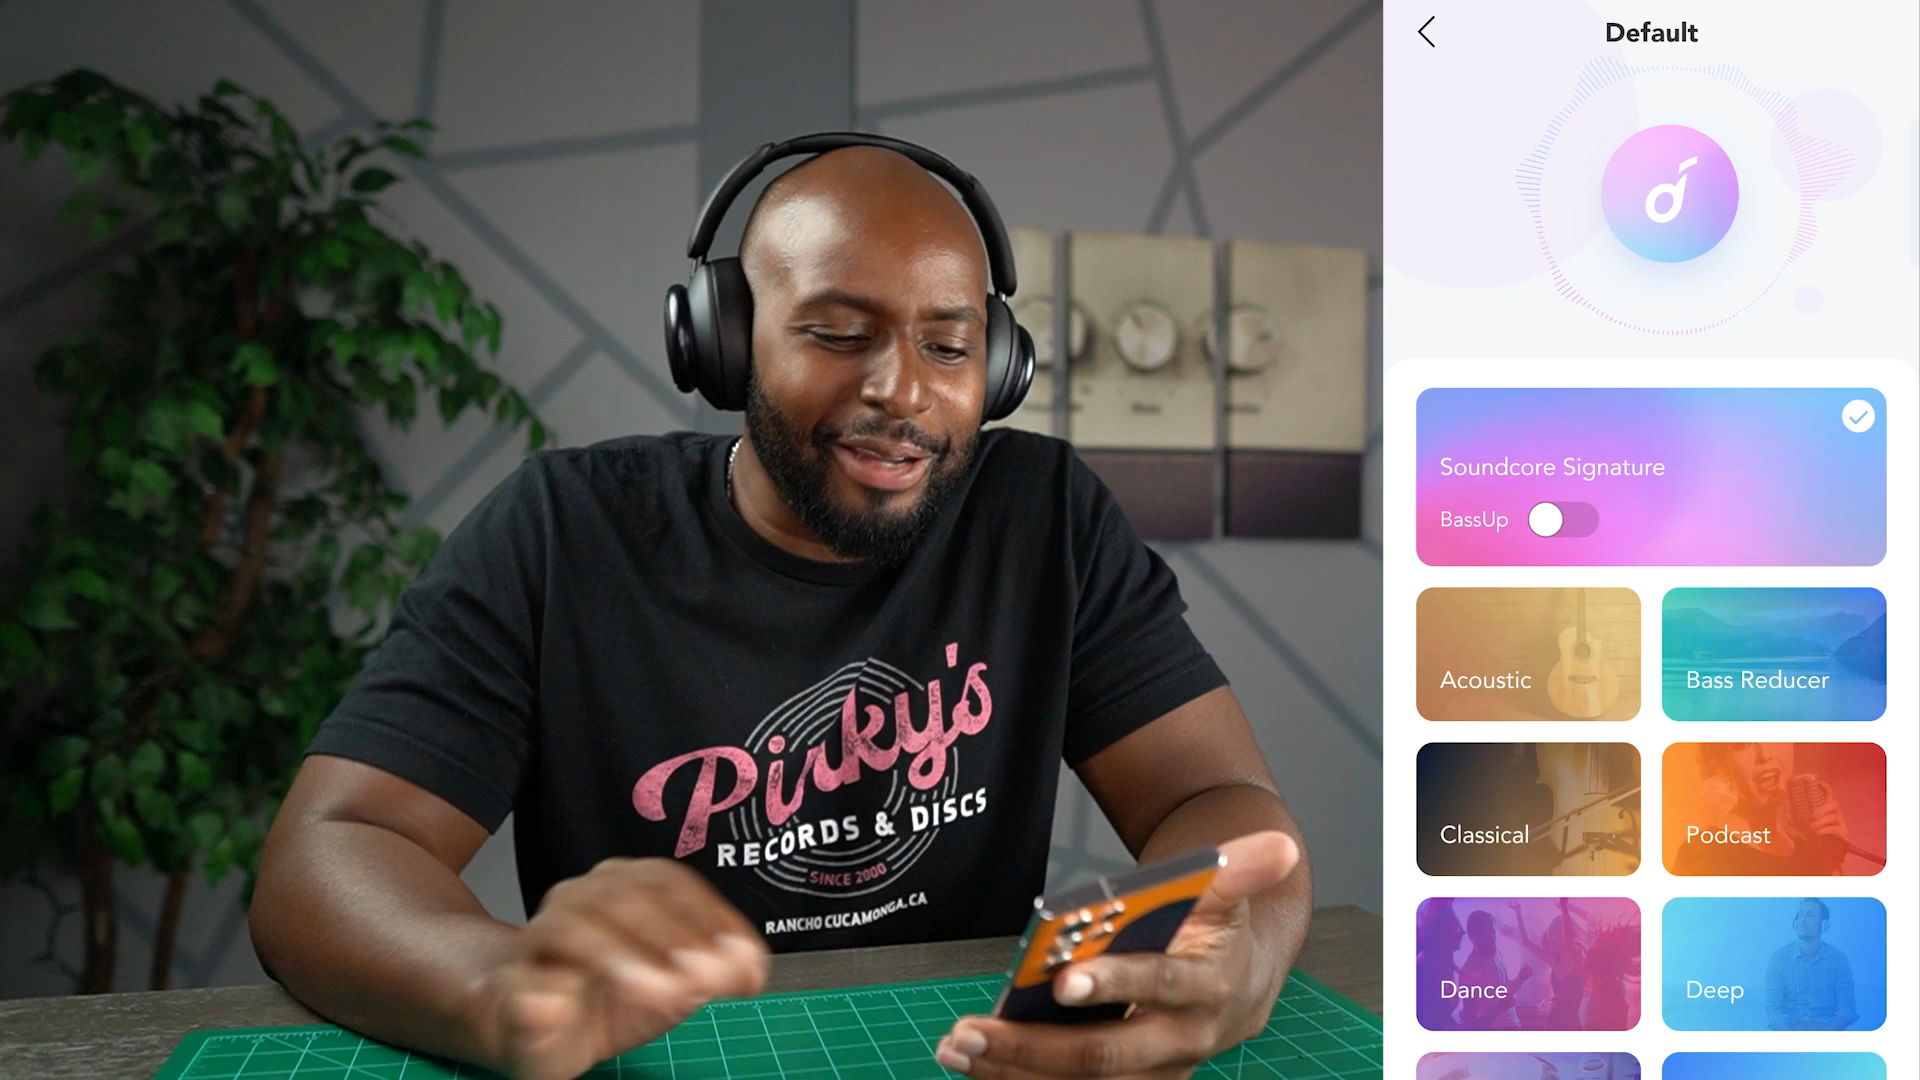 Pinky's
RECORDS & DISCS
SINCE 2000
RANCHO CUCAMONGA, CA
Default
Soundcore Signature
BassUp
Acoustic
Bass Reducer
Classical
Podcast
Dance
Deep